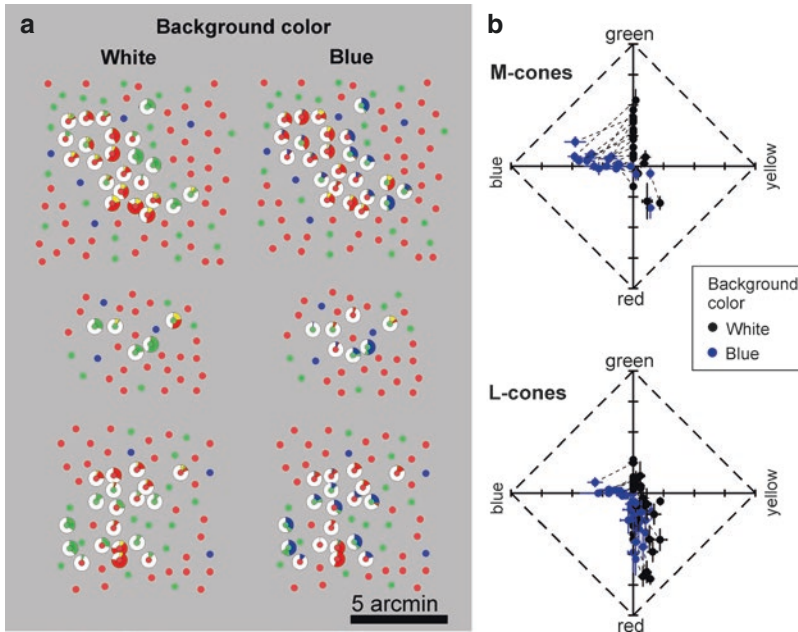 a
Background color
White
Blue
5 arcmin
b
green
M-cones
blue
yellow
red
Background
color
White
Blue
green
L-cones
blue
yellow
red